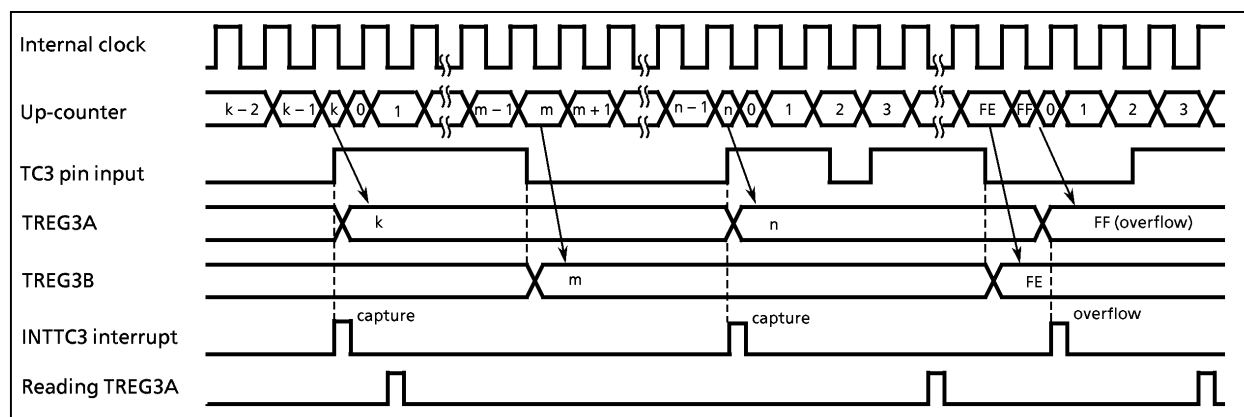 Internal clock
Up-counter k – 2 k – 1 k 0 1 m – 1 m m + 1 n – 1 n 0 1 2 3 FE FF 0 1 2 3
TC3 pin input
TREG3A k n FF (overflow)
TREG3B m FE
INTTC3 interrupt capture capture overflow
Reading TREG3A